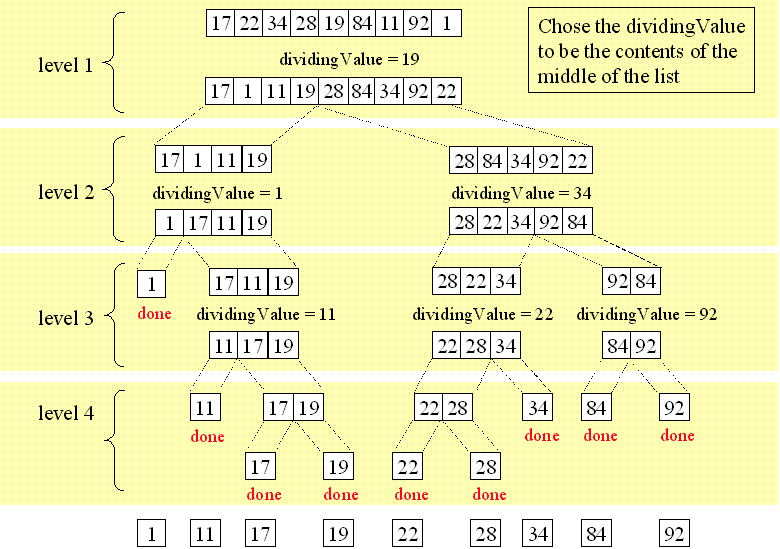 17 22 34 28 19 84 11 92 1
Chose the dividingValue
to be the contents of the
middle of the list
level 1
dividingValue = 19
17 1 11 19 28 84 34 92 22
17 1 11 19
28 84 34 92 22
level 2
dividingValue = 1
dividingValue = 34
1 17 11 19
28 22 34 92 84
1
17 11 19
28 22 34
92 84
level 3
done
dividingValue = 11
dividingValue = 22
dividingValue = 92
11 17 19
22 28 34
84 92
level 4
11
17 19
22 28
34
84
92
done
done
done
done
17
19
22
28
done
done
done
done
1 11 17 19 22 28 34 84 92